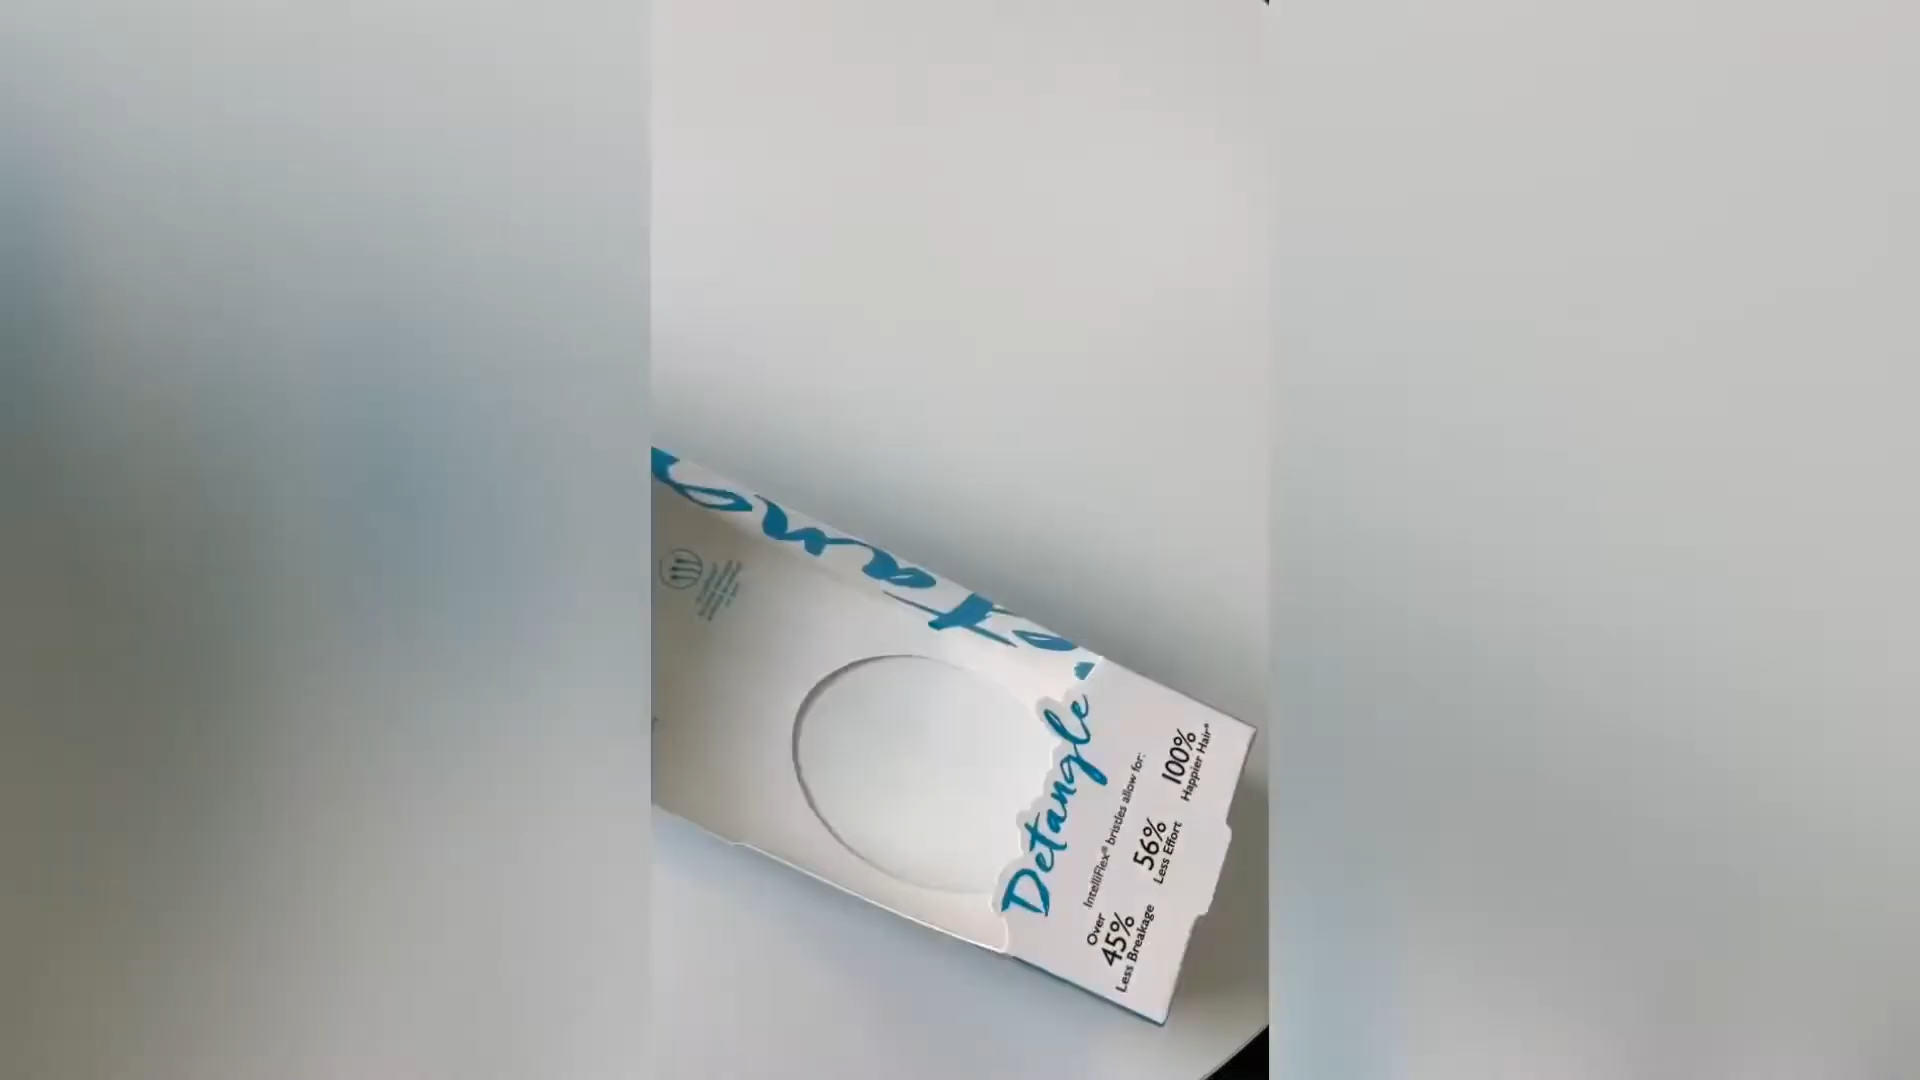 Detangle
IntelliFlex® bristles allow for:
Over
45%
Less Breakage
56%
Less Effort
100%
Happier Hair*